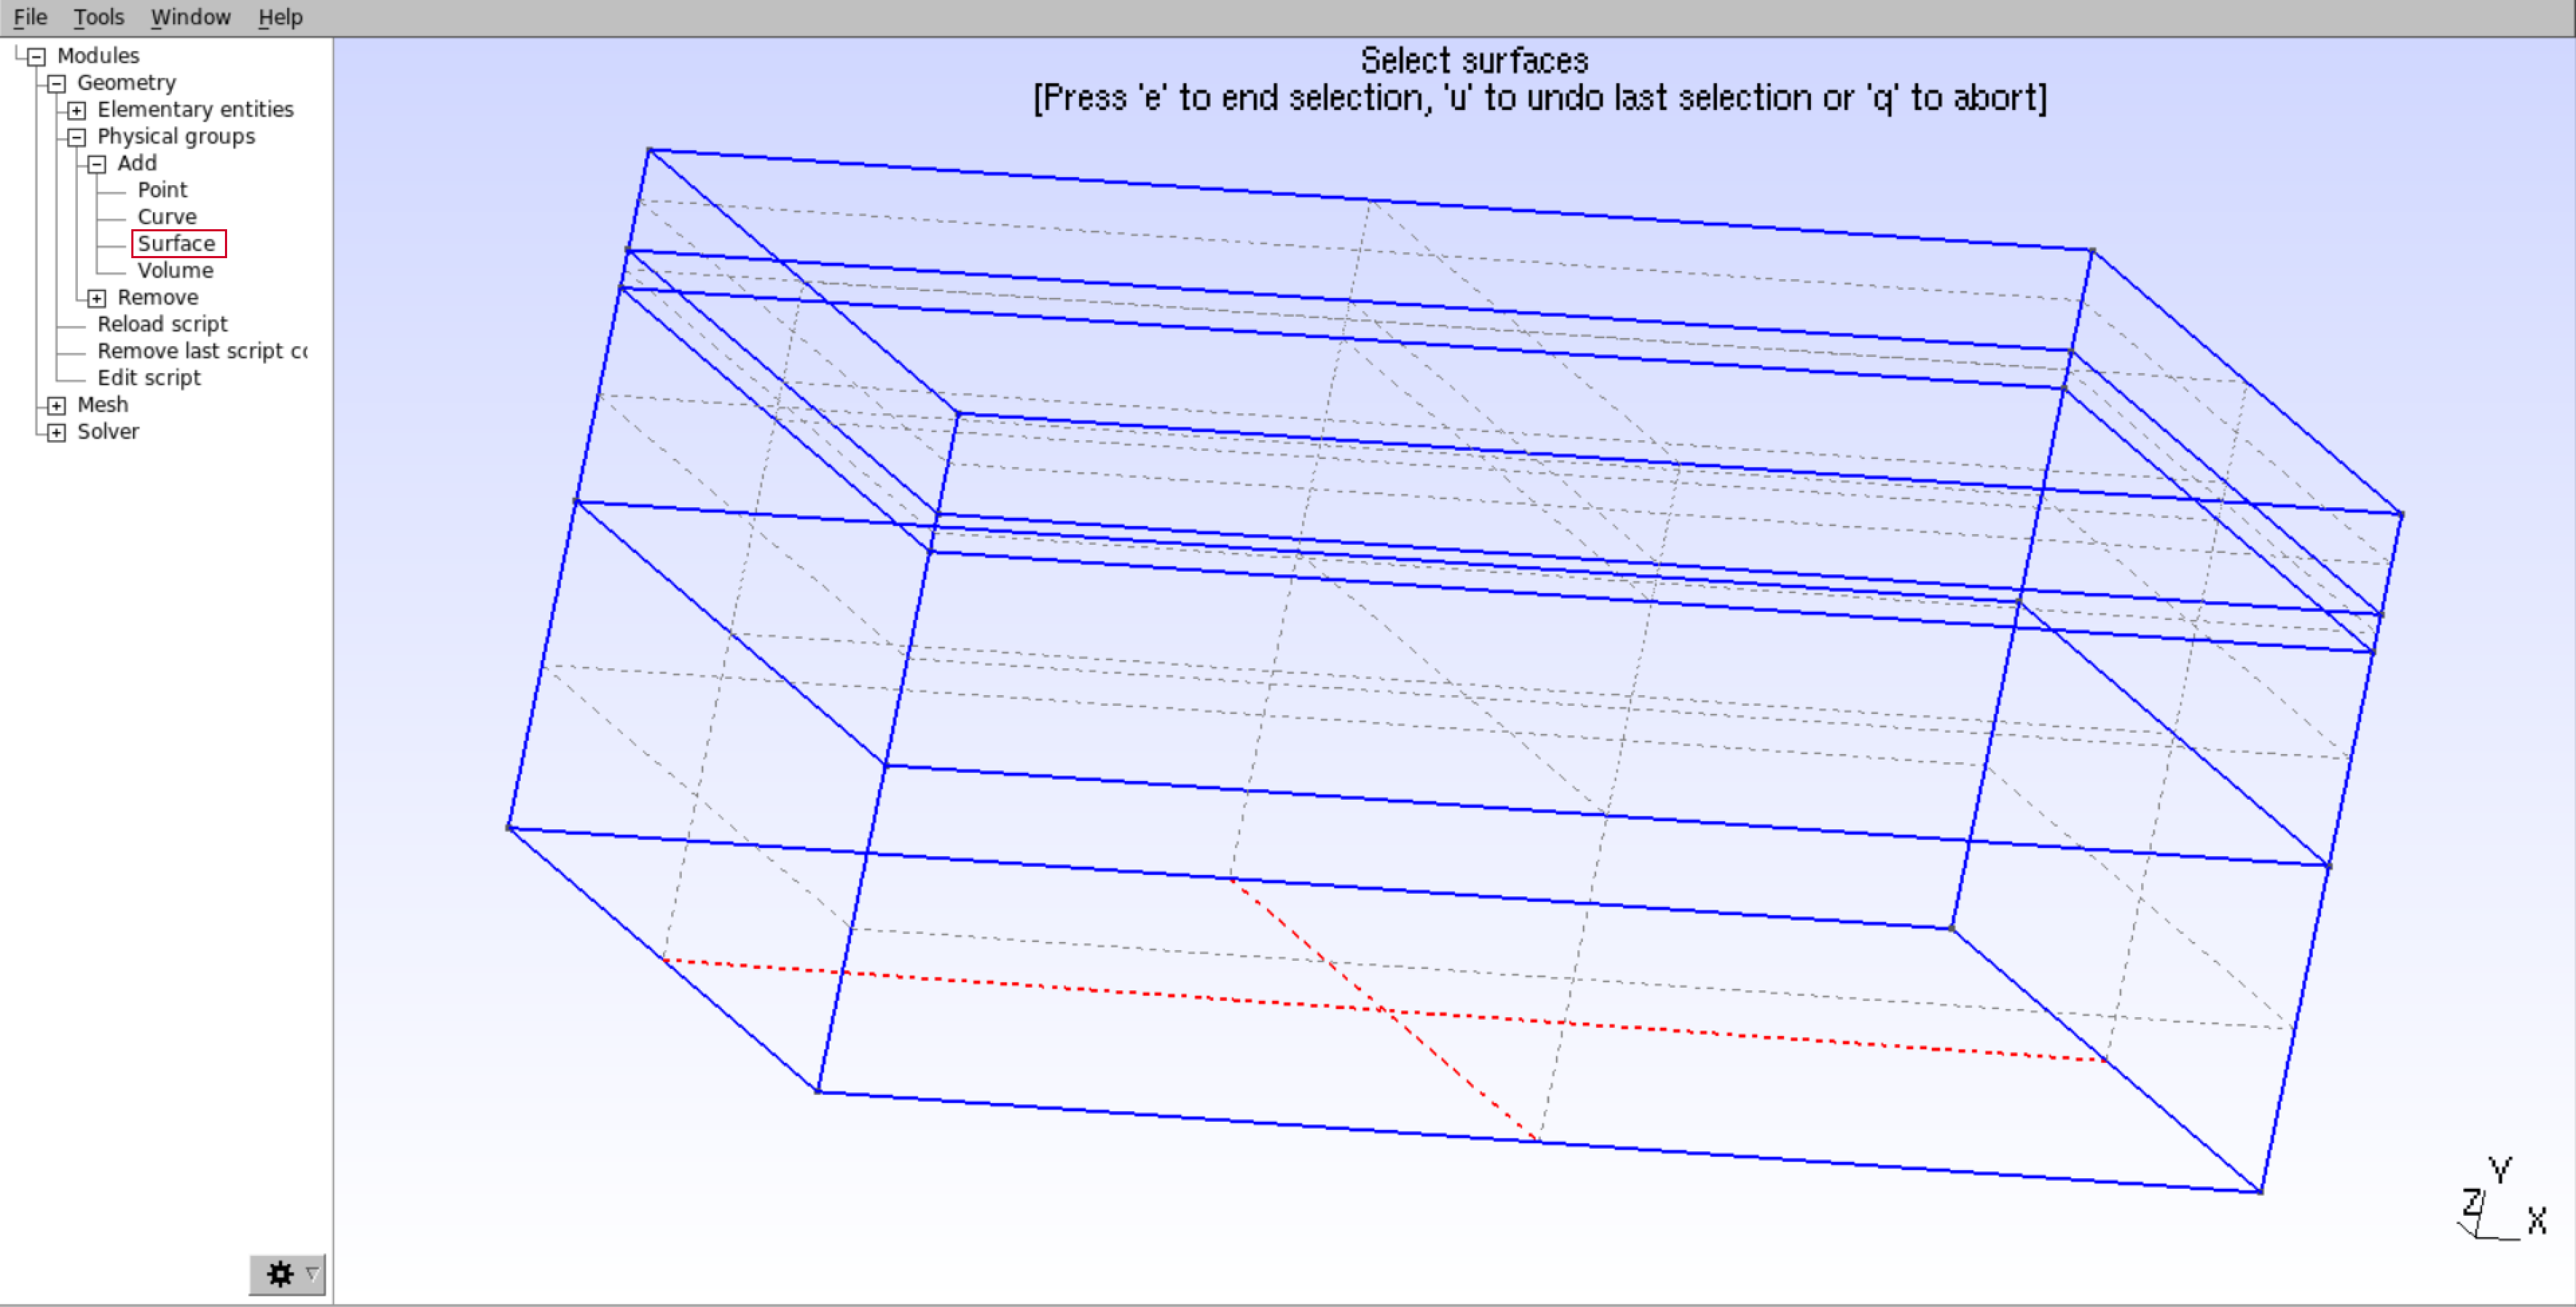 File Tools Window Help
Modules
Geometry
Elementary entities
Physical groups
Add
Point
Curve
Surface
Volume
Remove
Reload script
Remove last script
Edit script
Mesh
Solver
Select surfaces
[Press 'e' to end selection, 'u' to undo last selection or 'q' to abort]
Y
Z
X